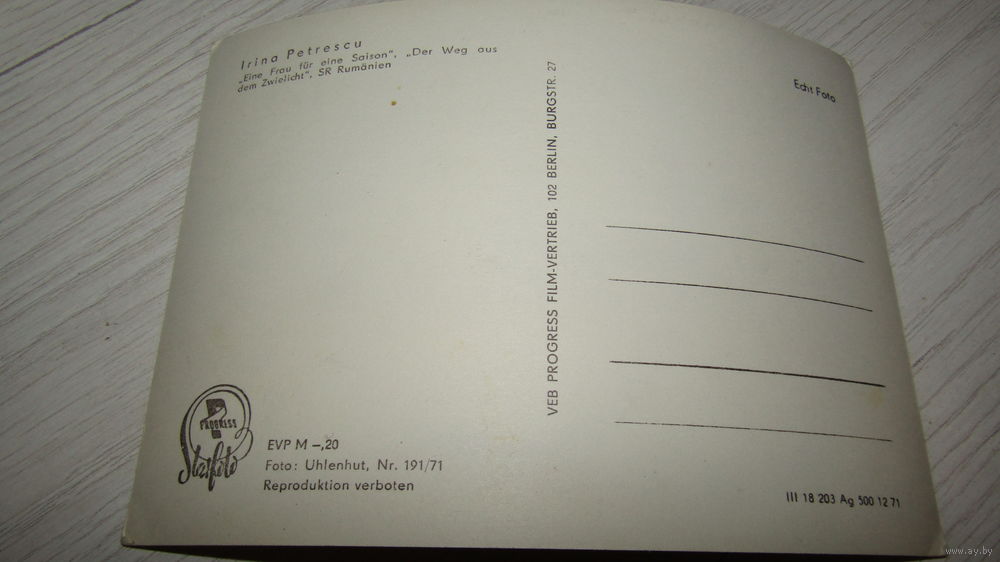 Irina Petrescu
„Eine Frau für eine Saison“, „Der Weg aus
dem Zwielicht“, SR Rumänien
VEB PROGRESS FILM-VERTRIEB, 102 BERLIN, BURGSTR. 27
Echt Foto
PROGRESS
Starfoto
EVP M –,20
Foto: Uhlenhut, Nr. 191/71
Reproduktion verboten
III 18 203 Ag 500 12 71
www.ay.by